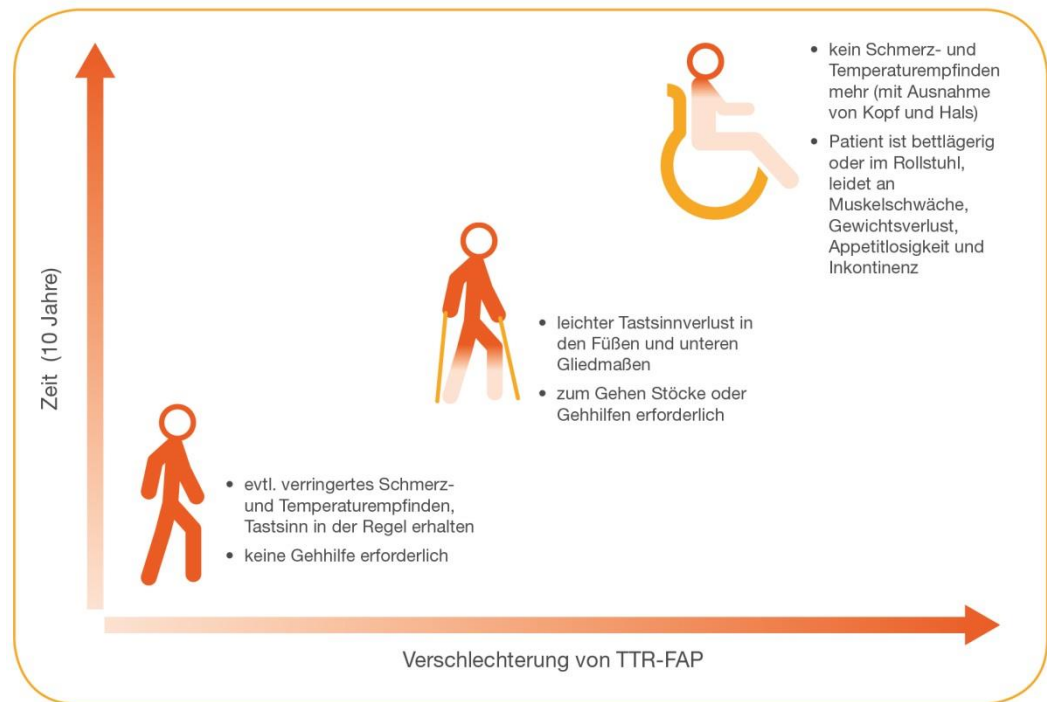 • kein Schmerz- und
Temperaturempfinden
mehr (mit Ausnahme
von Kopf und Hals)
• Patient ist bettlägerig
oder im Rollstuhl,
leidet an
Muskelschwäche,
Gewichtsverlust,
Appetitlosigkeit und
Inkontinenz
• leichter Tastsinnverlust in
den Füßen und unteren
Gliedmaßen
• zum Gehen Stöcke oder
Gehhilfen erforderlich
• evtl. verringertes Schmerz-
und Temperaturempfinden,
Tastsinn in der Regel erhalten
• keine Gehhilfe erforderlich
Zeit (10 Jahre)
Verschlechterung von TTR-FAP